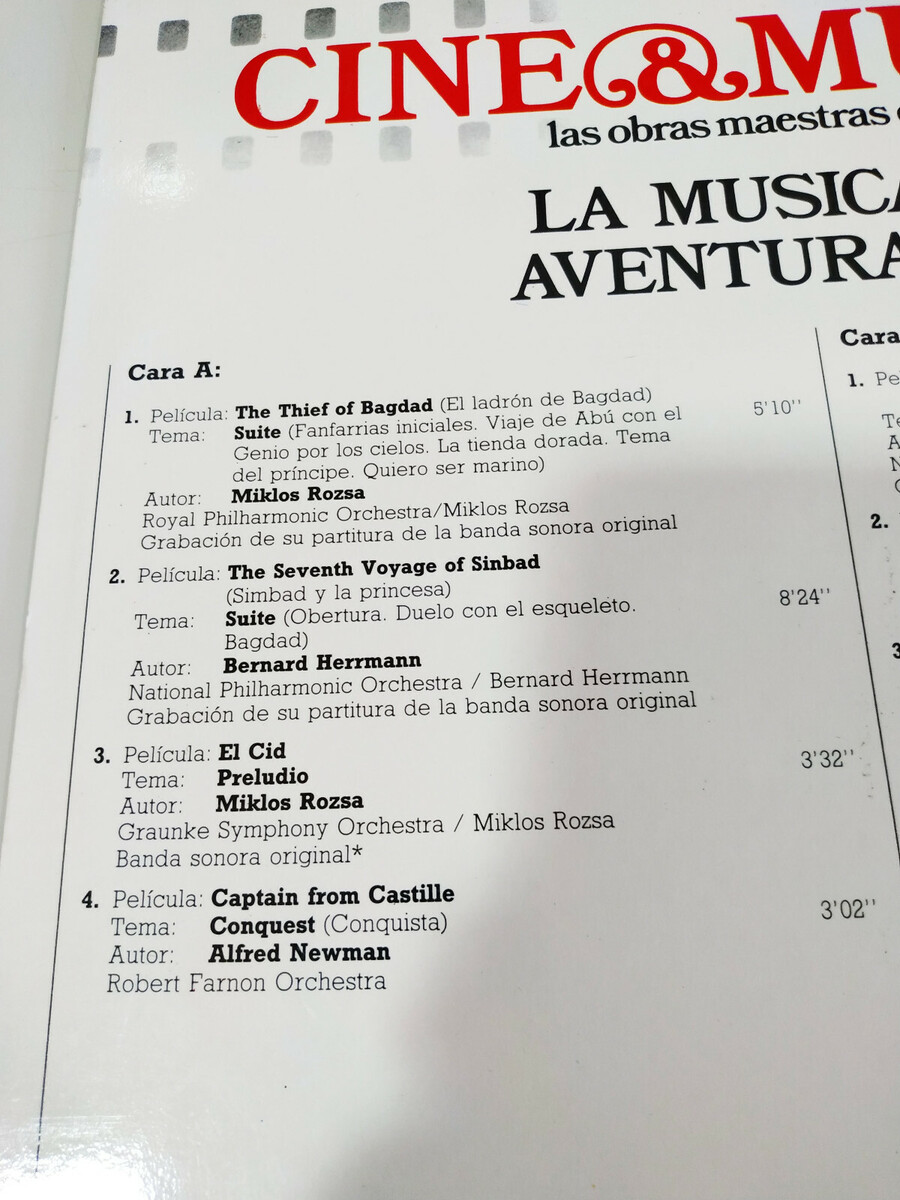 CINE&MU
las obras maestras
LA MUSICA
AVENTURA
Cara A:
1. Película: The Thief of Bagdad (El ladrón de Bagdad) 5'10''
Tema: Suite (Fanfarrias iniciales. Viaje de Abú con el
Genio por los cielos. La tienda dorada. Tema
del príncipe. Quiero ser marino)
Autor: Miklos Rozsa
Royal Philharmonic Orchestra/Miklos Rozsa
Grabación de su partitura de la banda sonora original
2. Película: The Seventh Voyage of Sinbad
(Simbad y la princesa) 8'24''
Tema: Suite (Obertura. Duelo con el esqueleto.
Bagdad)
Autor: Bernard Herrmann
National Philharmonic Orchestra / Bernard Herrmann
Grabación de su partitura de la banda sonora original
3. Película: El Cid 3'32''
Tema: Preludio
Autor: Miklos Rozsa
Graunke Symphony Orchestra / Miklos Rozsa
Banda sonora original*
4. Película: Captain from Castille 3'02''
Tema: Conquest (Conquista)
Autor: Alfred Newman
Robert Farnon Orchestra
Cara
1. Pe
Te
A
N
2.
3